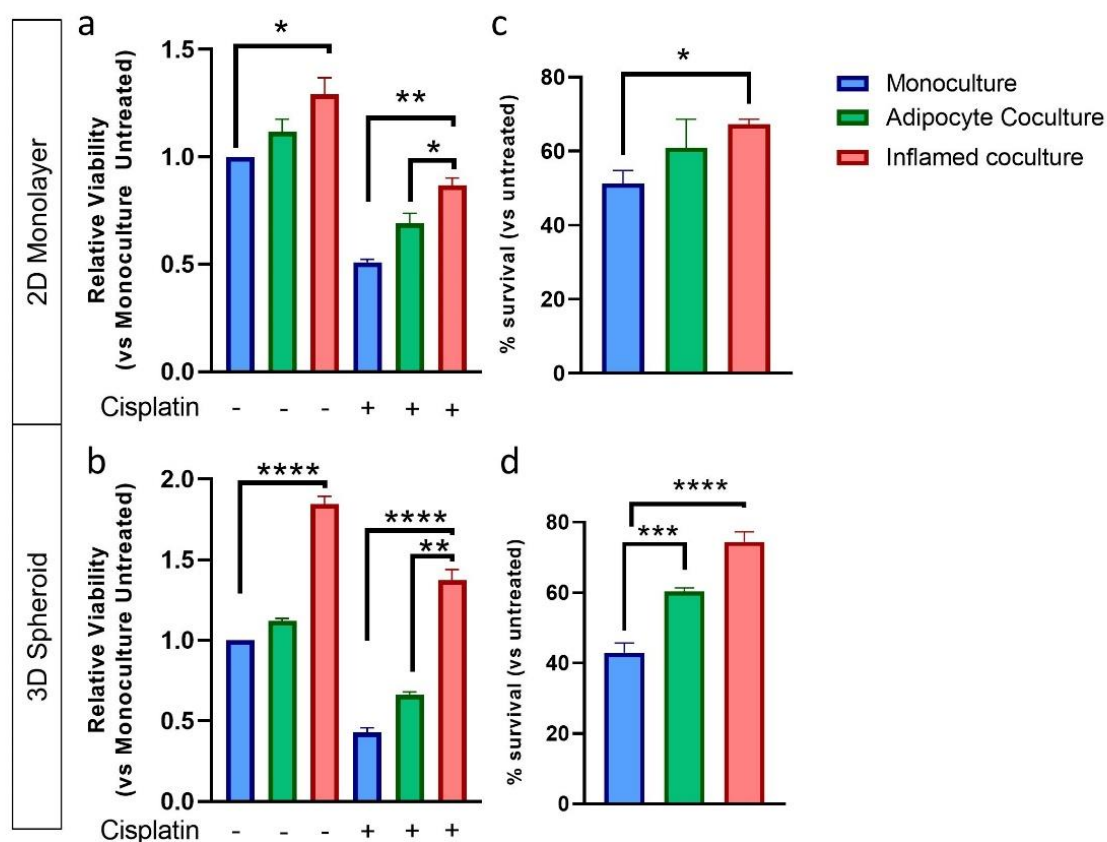 2D Monolayer
a
Relative Viability
(vs Monoculture Untreated)
1.5
1.0
0.5
0.0
*
**
*
Cisplatin - - - + + +
c
% survival (vs untreated)
80
60
40
20
0
*
Monoculture
Adipocyte Coculture
Inflamed coculture
3D Spheroid
b
Relative Viability
(vs Monoculture Untreated)
2.0
1.5
1.0
0.5
0.0
****
****
**
Cisplatin - - - + + +
d
% survival (vs untreated)
80
60
40
20
0
****
***